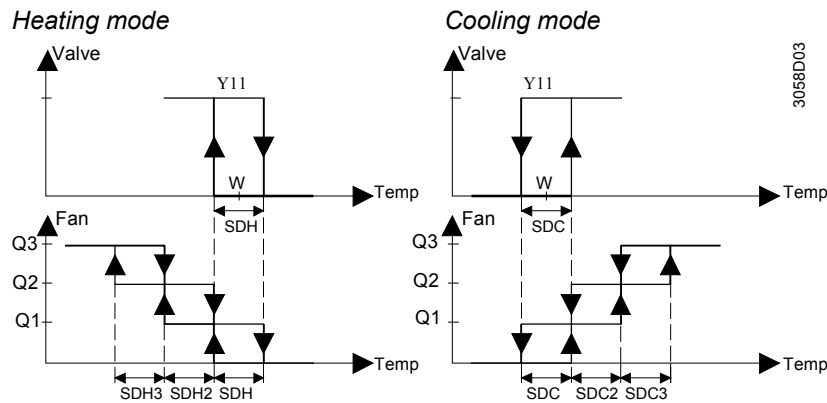 Heating mode
Valve
Y11
W
Temp
SDH
Fan
Q3
Q2
Q1
Temp
SDH3 SDH2 SDH
Cooling mode
Valve
Y11
W
Temp
SDC
Fan
Q3
Q2
Q1
Temp
SDC SDC2 SDC3
3058D03